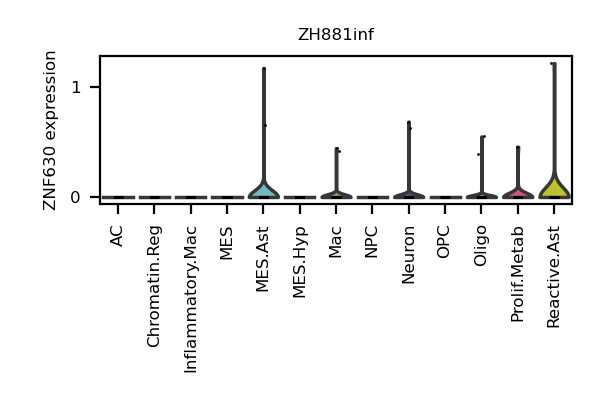 ZH881inf
ZNF630 expression
1
0
AC
Chromatin.Reg
Inflammatory.Mac
MES
MES.Ast
MES.Hyp
Mac
NPC
Neuron
OPC
Oligo
Prolif.Metab
Reactive.Ast